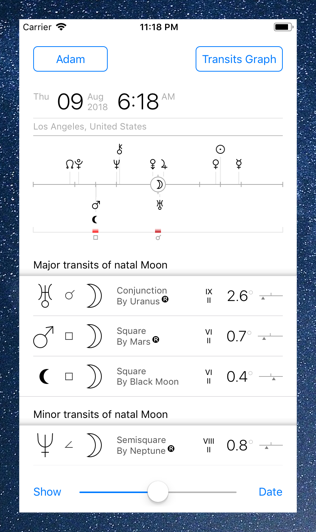 Carrier 11:18 PM
Adam Transits Graph
Thu 09 Aug 2018 6:18 AM
Los Angeles, United States
Major transits of natal Moon
Conjunction IX
By Uranus R II 2.6°
Square VI
By Mars R II 0.7°
Square VI
By Black Moon II 0.4°
Minor transits of natal Moon
Semisquare VIII
By Neptune R II 0.8°
Show Date